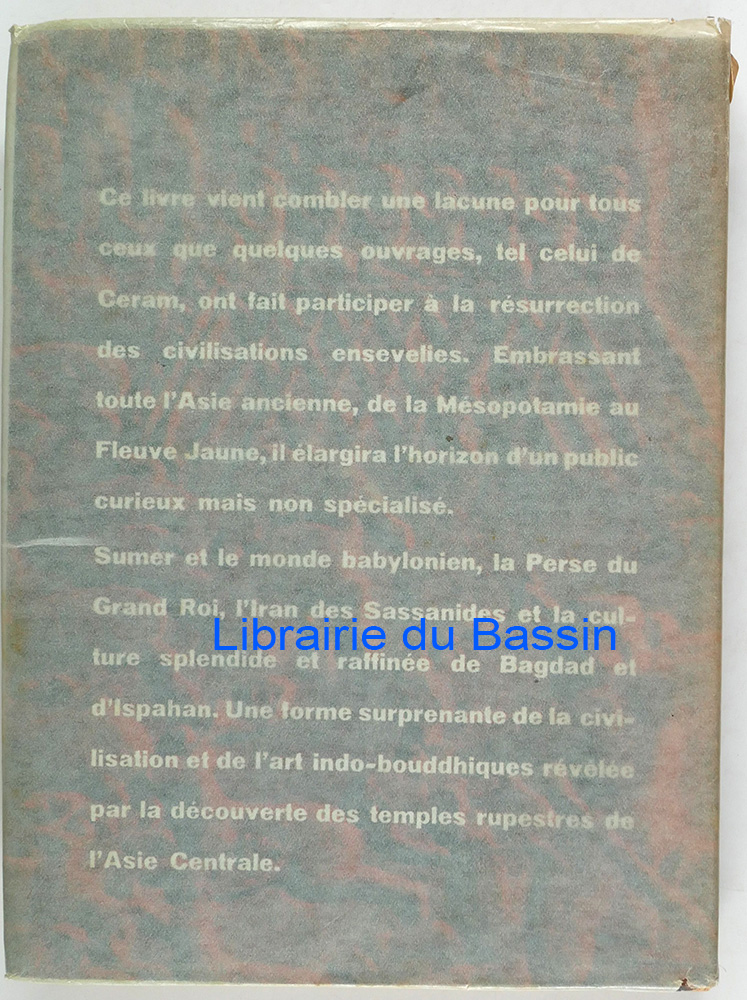 Ce livre vient combler une lacune pour tous
ceux que quelques ouvrages, tel celui de
Ceram, ont fait participer à la résurrection
des civilisations ensevelies. Embrassant
toute l'Asie ancienne, de la Mésopotamie au
Fleuve Jaune, il élargira l'horizon d'un public
curieux mais non spécialisé.
Sumer et le monde babylonien, la Perse du
Grand Roi, l'Iran des Sassanides et la cul-
Librairie du Bassin
ture splendide et raffinée de Bagdad et
d'Ispahan. Une forme surprenante de la civi-
lisation et de l'art indo-bouddhiques révélée
par la découverte des temples rupestres de
l'Asie Centrale.